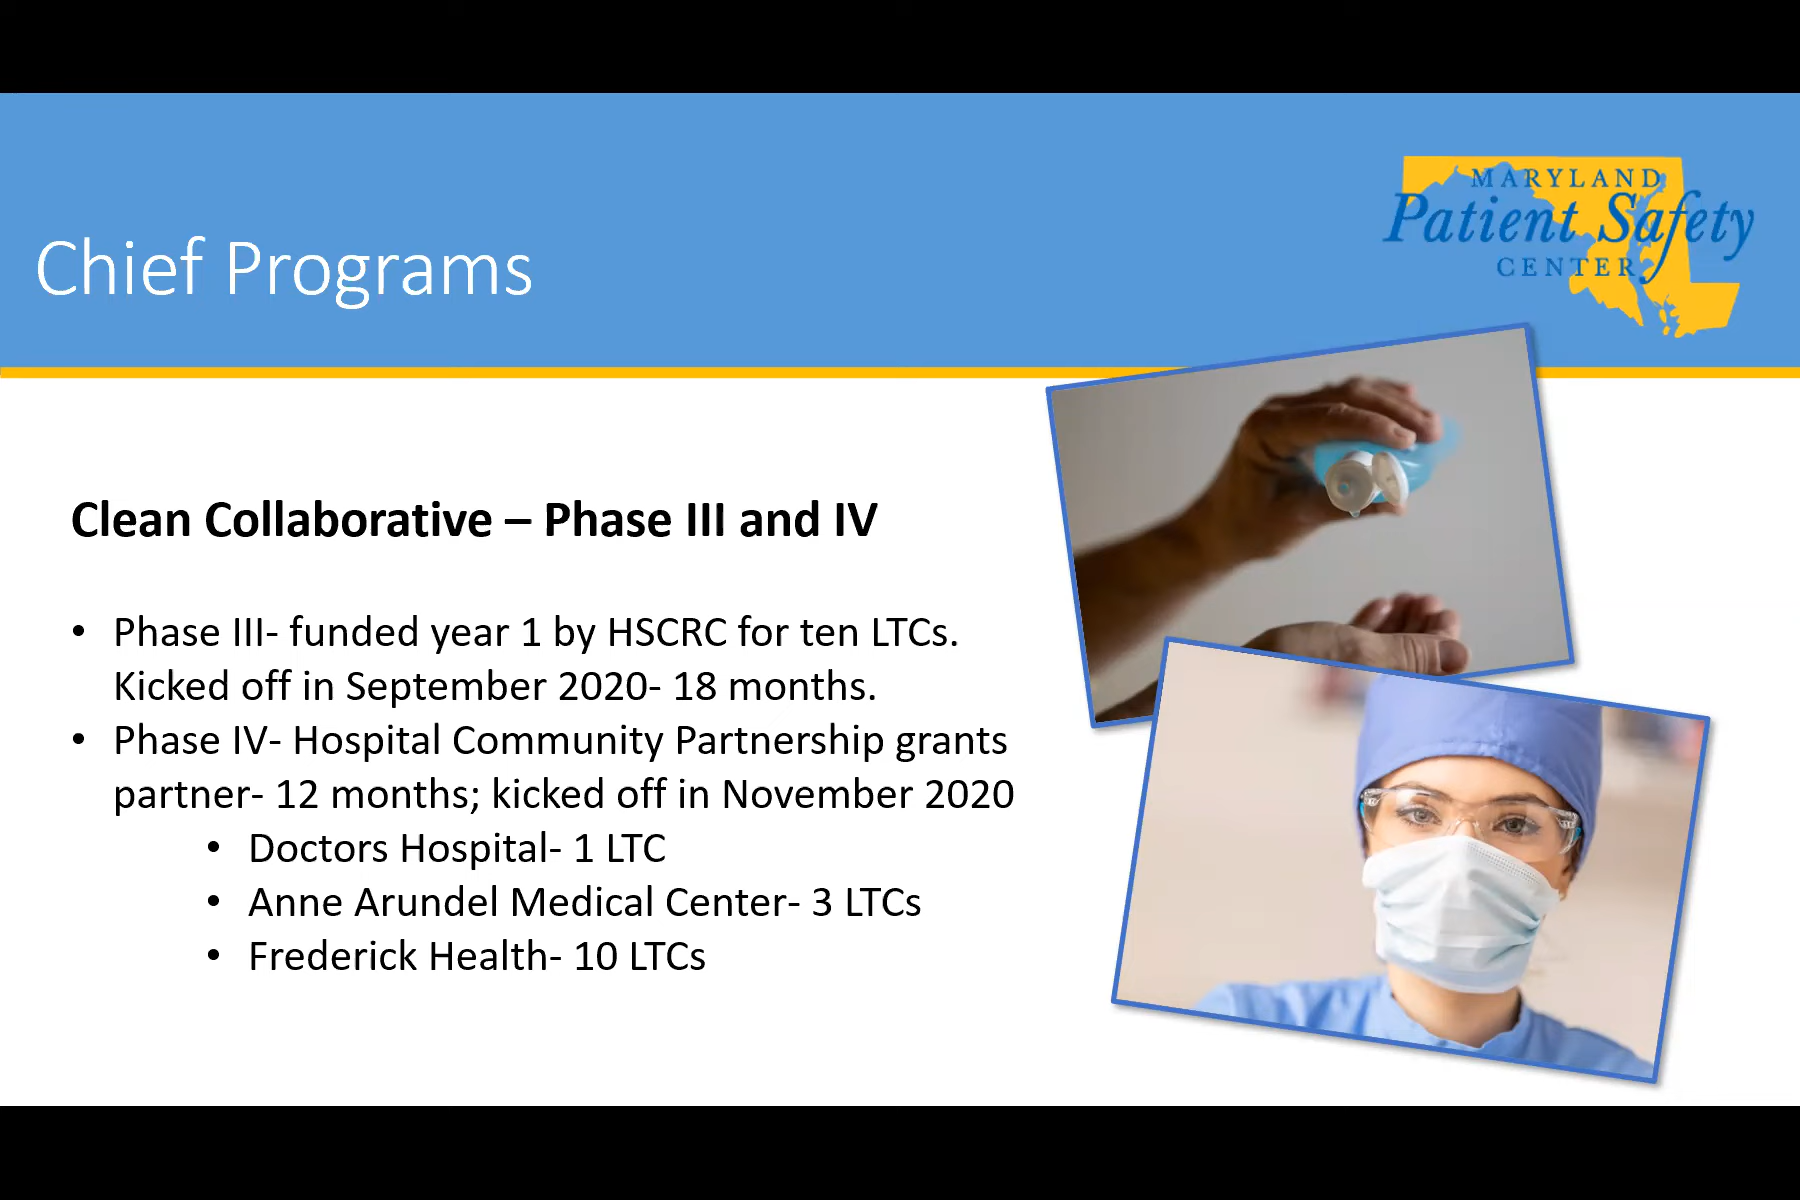 MARYLAND
Patient Safety
CENTER
Chief Programs
Clean Collaborative – Phase III and IV
• Phase III- funded year 1 by HSCRC for ten LTCs.
Kicked off in September 2020- 18 months.
• Phase IV- Hospital Community Partnership grants
partner- 12 months; kicked off in November 2020
• Doctors Hospital- 1 LTC
• Anne Arundel Medical Center- 3 LTCs
• Frederick Health- 10 LTCs